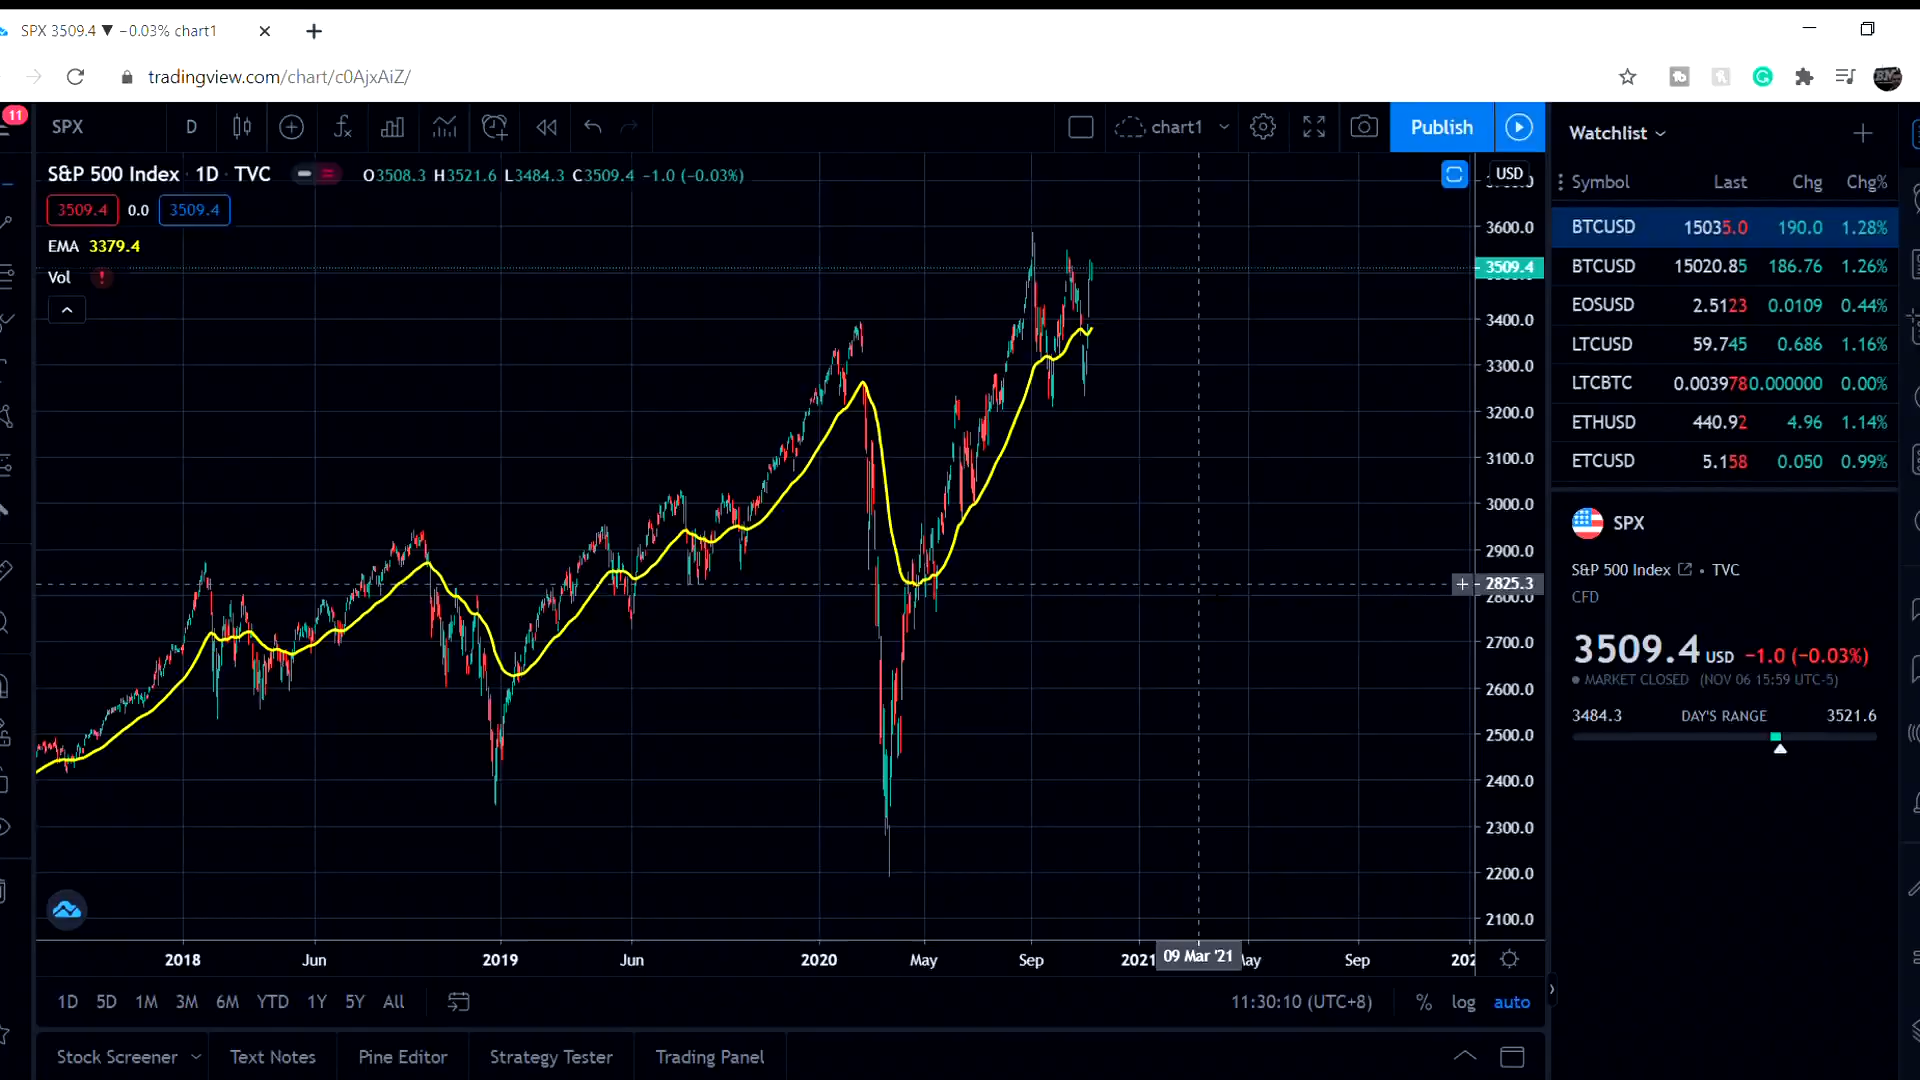 SPX 3509.4 ▼ −0.03% chart1
tradingview.com/chart/c0AjxAiZ/
11
SPX D chart1 Publish
S&P 500 Index · 1D · TVC O3508.3 H3521.6 L3484.3 C3509.4 −1.0 (−0.03%)
3509.4 0.0 3509.4
EMA 3379.4
Vol !
USD
3600.0
3509.4
3400.0
3300.0
3200.0
3100.0
3000.0
2900.0
2825.3
2800.0
2700.0
2600.0
2500.0
2400.0
2300.0
2200.0
2100.0
2018 Jun 2019 Jun 2020 May Sep 2021 09 Mar '21 Sep
1D 5D 1M 3M 6M YTD 1Y 5Y All 11:30:10 (UTC+8) % log auto
Stock Screener Text Notes Pine Editor Strategy Tester Trading Panel
Watchlist
Symbol Last Chg Chg%
BTCUSD 15035.0 190.0 1.28%
BTCUSD 15020.85 186.76 1.26%
EOSUSD 2.5123 0.0109 0.44%
LTCUSD 59.745 0.686 1.16%
LTCBTC 0.003978 0.000000 0.00%
ETHUSD 440.92 4.96 1.14%
ETCUSD 5.158 0.050 0.99%
SPX
S&P 500 Index • TVC
CFD
3509.4 USD −1.0 (−0.03%)
MARKET CLOSED (NOV 06 15:59 UTC-5)
3484.3 DAY'S RANGE 3521.6